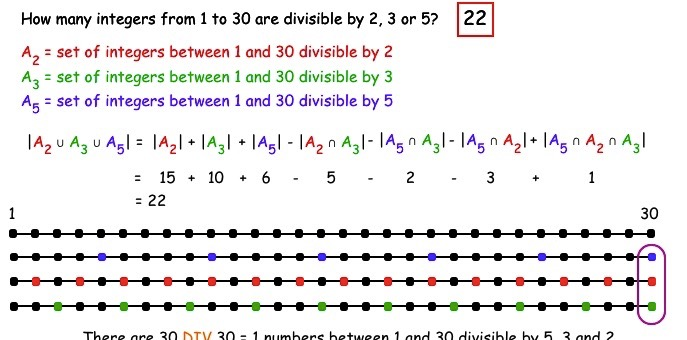 How many integers from 1 to 30 are divisible by 2, 3 or 5? 22
A₂ = set of integers between 1 and 30 divisible by 2
A₃ = set of integers between 1 and 30 divisible by 3
A₅ = set of integers between 1 and 30 divisible by 5
|A₂ ∪ A₃ ∪ A₅| = |A₂| + |A₃| + |A₅| - |A₂ ∩ A₃| - |A₅ ∩ A₃| - |A₅ ∩ A₂| + |A₅ ∩ A₂ ∩ A₃|
= 15 + 10 + 6 - 5 - 2 - 3 + 1
= 22
1 30
There are 30 DIV 30 = 1 numbers between 1 and 30 divisible by 5, 3 and 2